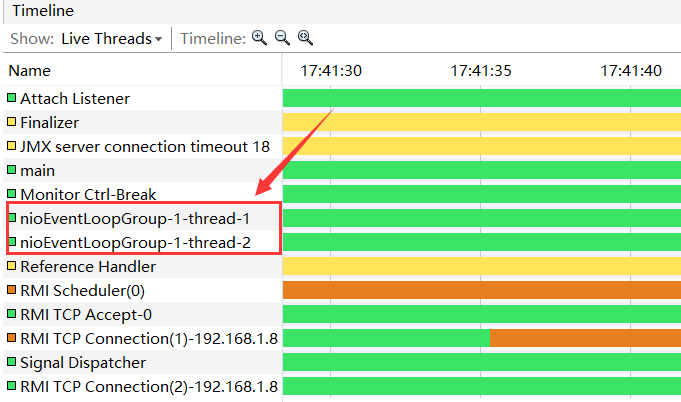 Timeline
Show: Live Threads Timeline:
Name 17:41:30 17:41:35 17:41:40
Attach Listener
Finalizer
JMX server connection timeout 18
main
Monitor Ctrl-Break
nioEventLoopGroup-1-thread-1
nioEventLoopGroup-1-thread-2
Reference Handler
RMI Scheduler(0)
RMI TCP Accept-0
RMI TCP Connection(1)-192.168.1.8
Signal Dispatcher
RMI TCP Connection(2)-192.168.1.8